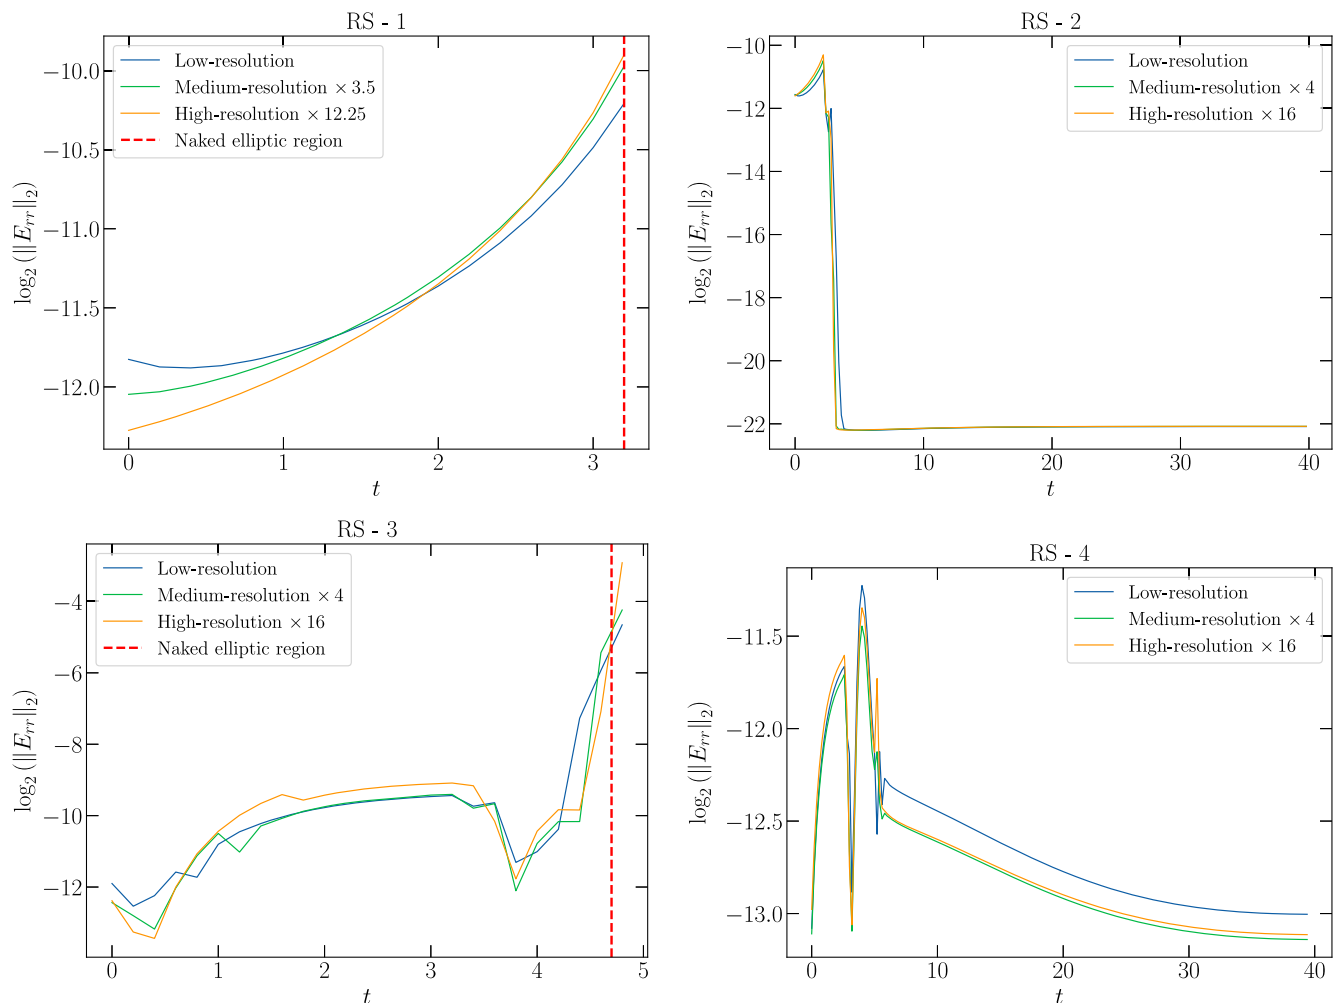 RS - 1
log₂ (||E_rr||₂)
−10.0
−10.5
−11.0
−11.5
−12.0
Low-resolution
Medium-resolution × 3.5
High-resolution × 12.25
Naked elliptic region
0
1
2
3
t
RS - 2
log₂ (||E_rr||₂)
−10
−12
−14
−16
−18
−20
−22
Low-resolution
Medium-resolution × 4
High-resolution × 16
0
10
20
30
40
t
RS - 3
log₂ (||E_rr||₂)
−4
−6
−8
−10
−12
Low-resolution
Medium-resolution × 4
High-resolution × 16
Naked elliptic region
0
1
2
3
4
5
t
RS - 4
log₂ (||E_rr||₂)
−11.5
−12.0
−12.5
−13.0
Low-resolution
Medium-resolution × 4
High-resolution × 16
0
10
20
30
40
t